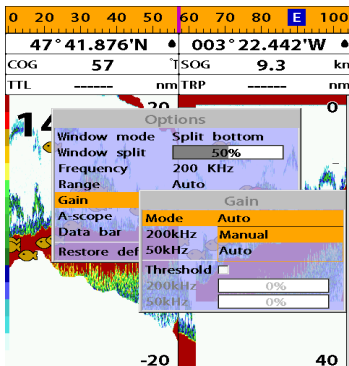 0 10 20 30 40 50 60 70 80 E 100
47°41.876'N 003°22.442'W
COG 57 °T SOG 9.3 kn
TTL ------ nm TRP ------ nm
20 0
14
Options
Window mode Split bottom
Window split 50%
Frequency 200 KHz
Range Auto
Gain
A-scope
Data bar
Restore def
Gain
Mode Auto
200kHz Manual
50kHz Auto
Threshold
200kHz 0%
50kHz 0%
-20 40